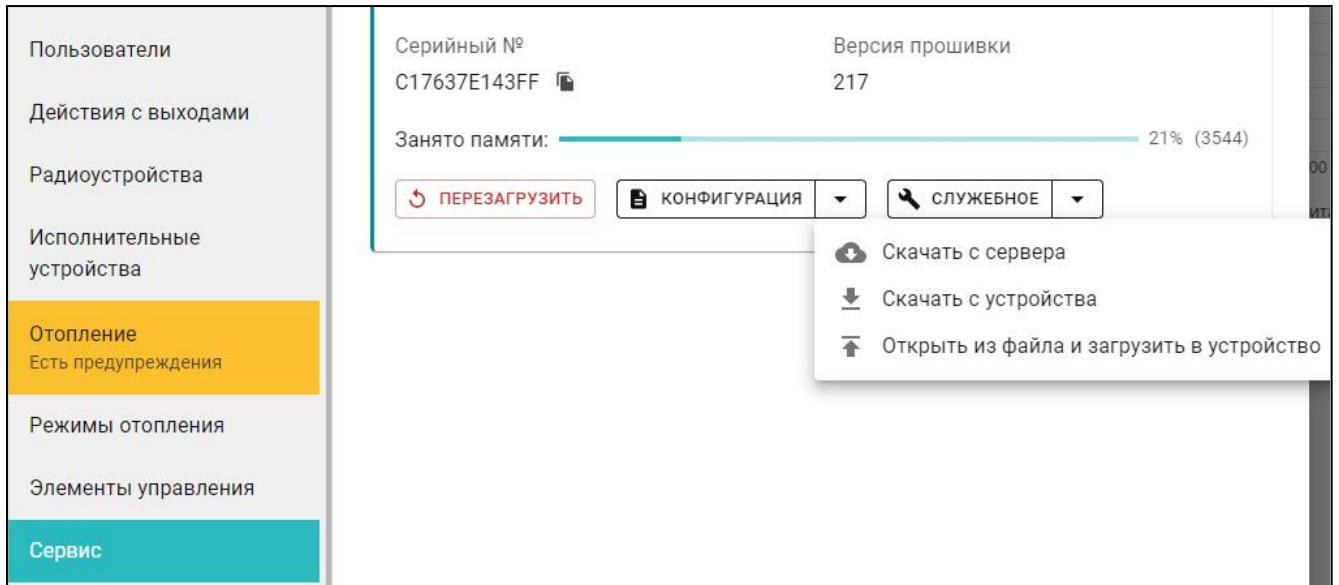 Пользователи
Действия с выходами
Радиоустройства
Исполнительные
устройства
Отопление
Есть предупреждения
Режимы отопления
Элементы управления
Сервис
Серийный №
Версия прошивки
C17637E143FF
217
Занято памяти:
21% (3544)
ПЕРЕЗАГРУЗИТЬ
КОНФИГУРАЦИЯ
СЛУЖЕБНОЕ
Скачать с сервера
Скачать с устройства
Открыть из файла и загрузить в устройство